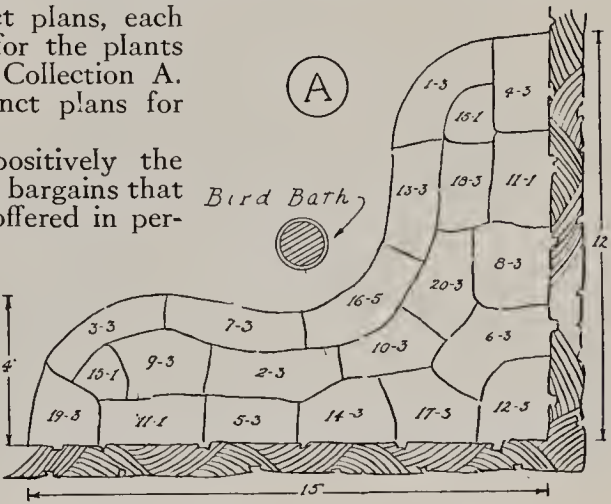 ct plans, each
for the plants
Collection A.
nct plans for
positively the
bargains that
offered in per-
A
Bird Bath
1-3
4-3
15-1
13-3
18-3
11-1
12
16-5
20-3
8-3
3-3
7-3
10-3
6-3
4
15-1
9-3
2-3
19-3
11-1
5-3
14-3
17-3
12-3
15